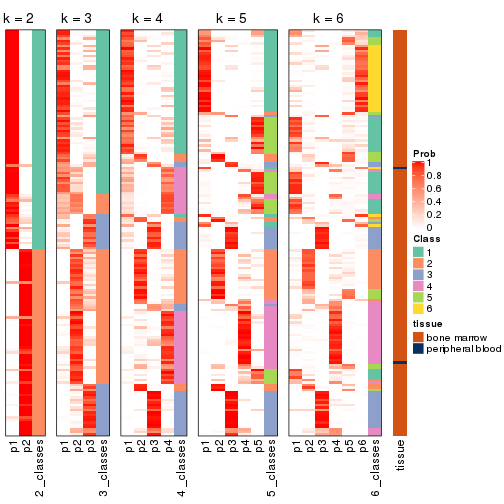 k = 2 k = 3 k = 4 k = 5 k = 6
Prob
1
0.8
0.6
0.4
0.2
0
Class
1
2
3
4
5
6
tissue
bone marrow
peripheral blood
p1 p2 2_classes p1 p2 p3 3_classes p1 p2 p3 p4 4_classes p1 p2 p3 p4 p5 5_classes p1 p2 p3 p4 p5 p6 6_classes tissue